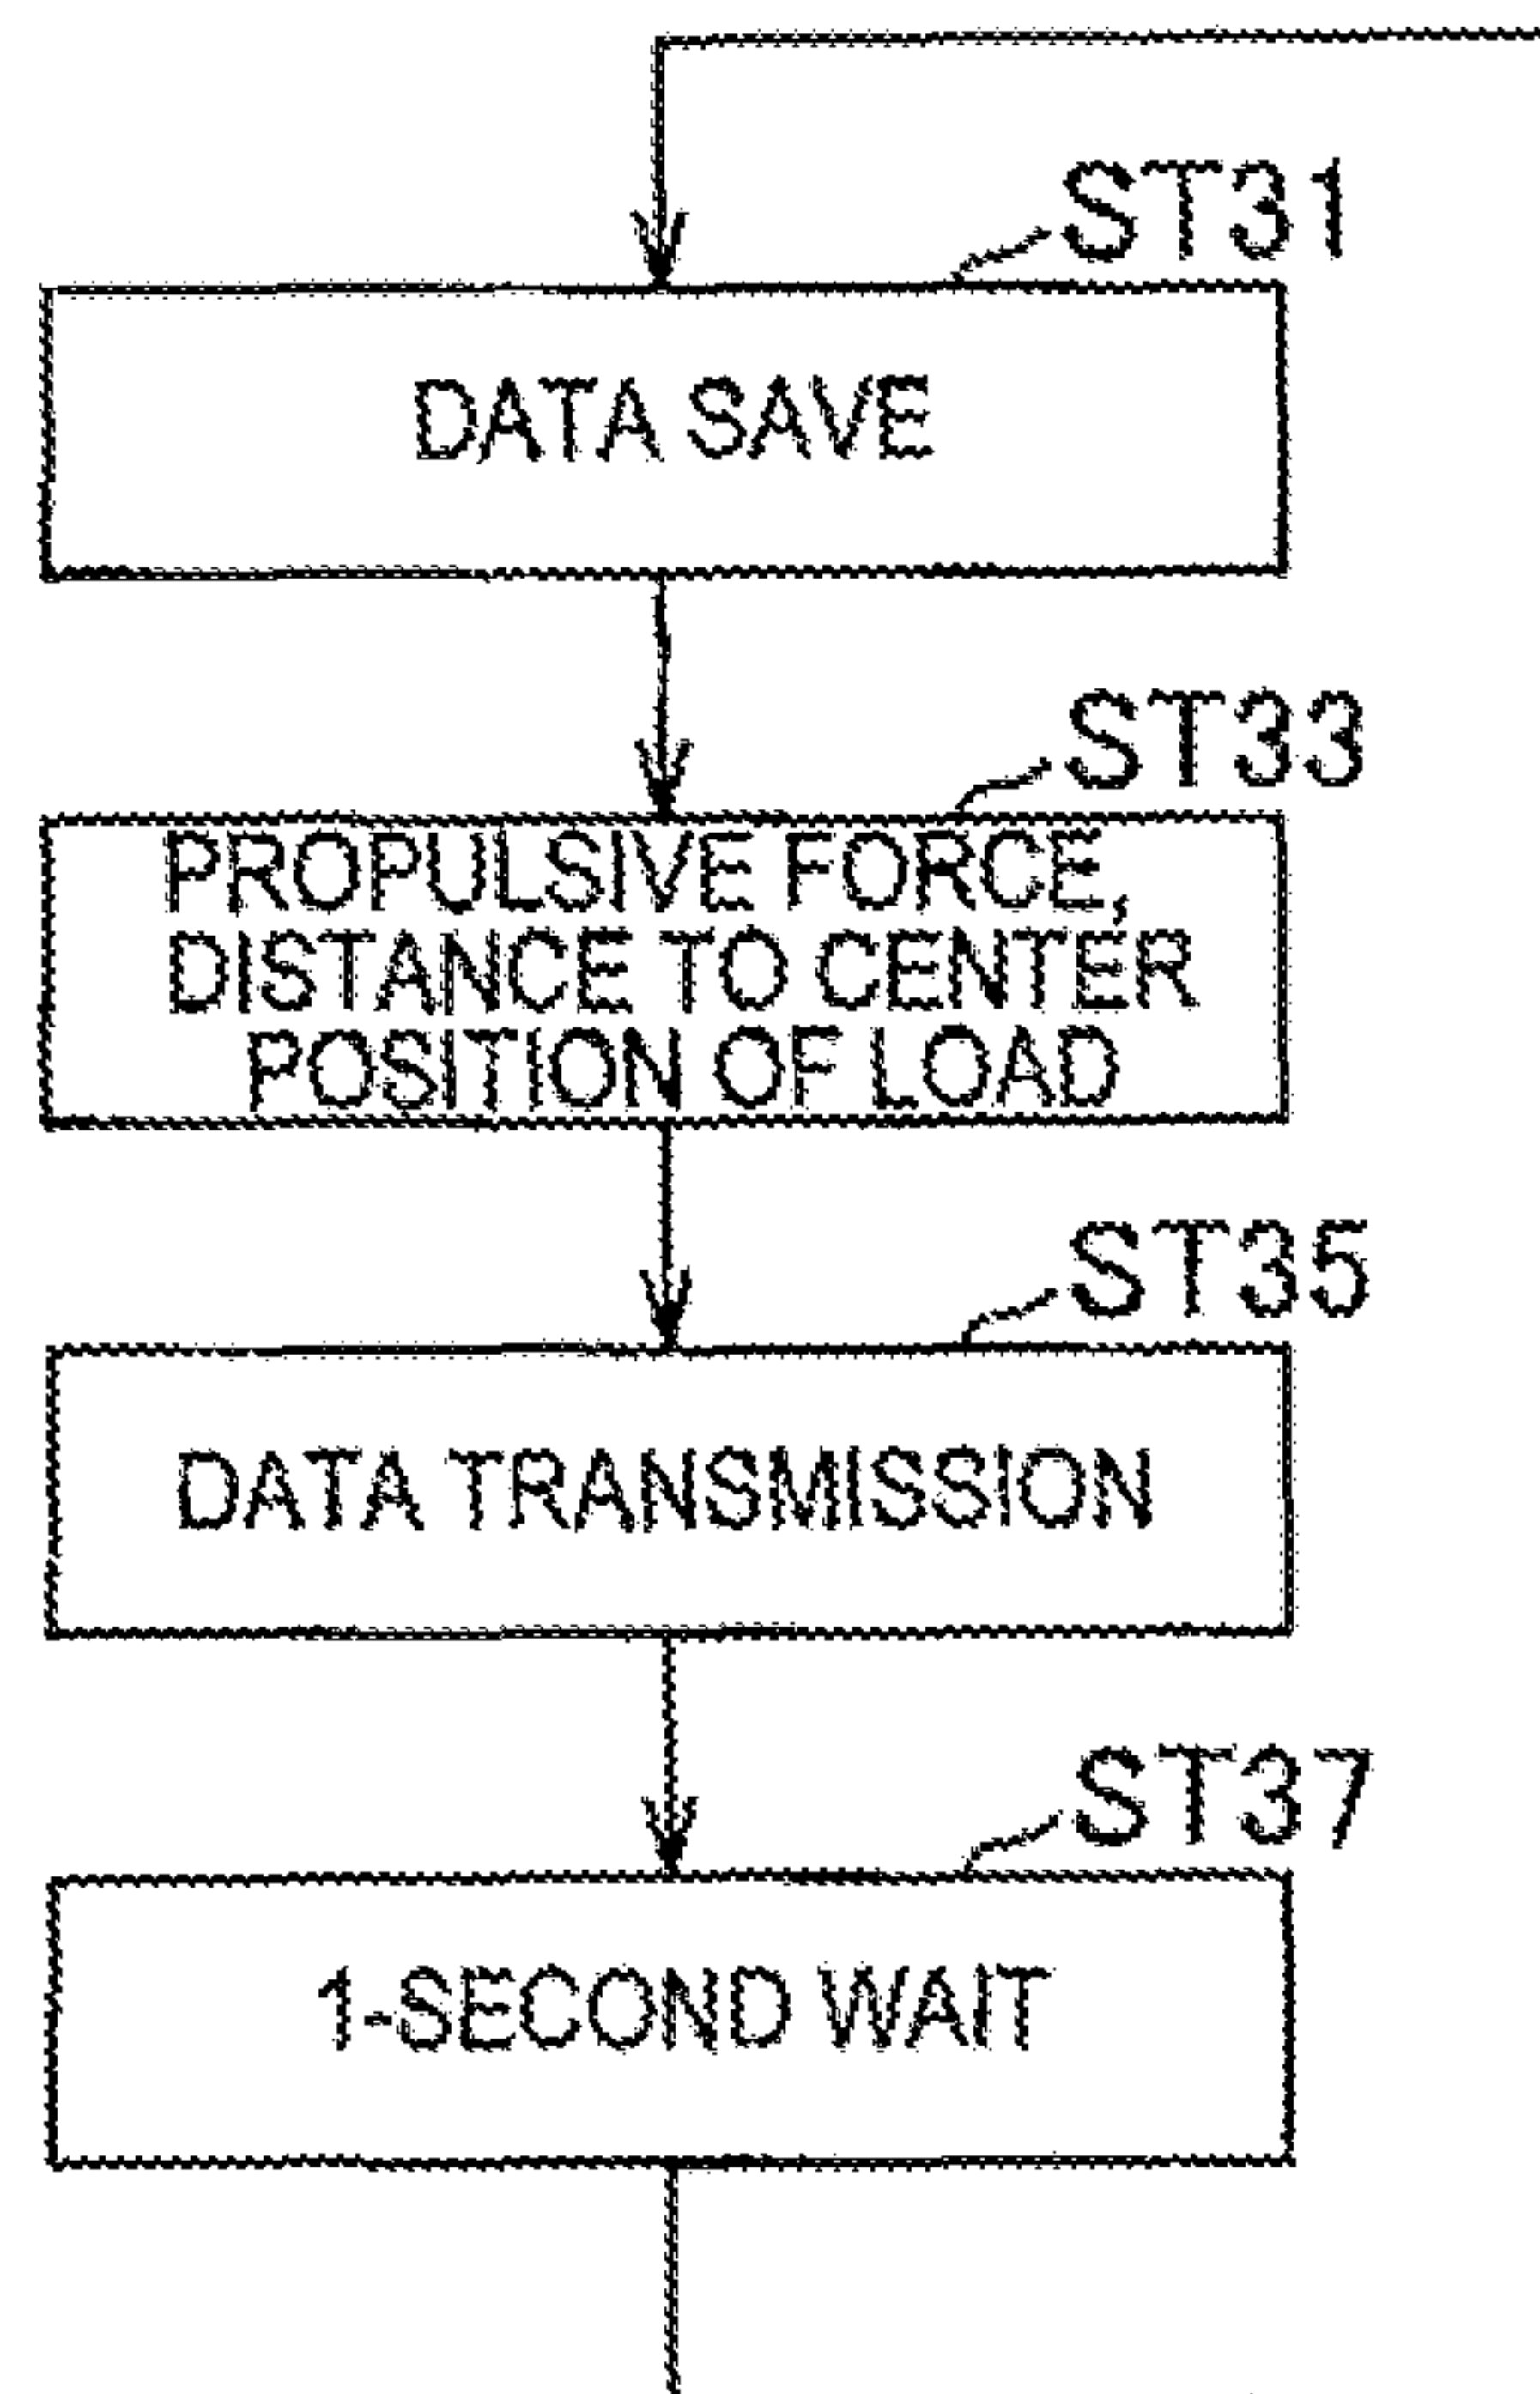 ST31
DATA SAVE
ST33
PROPULSIVE FORCE,
DISTANCE TO CENTER
POSITION OF LOAD
ST35
DATA TRANSMISSION
ST37
1-SECOND WAIT